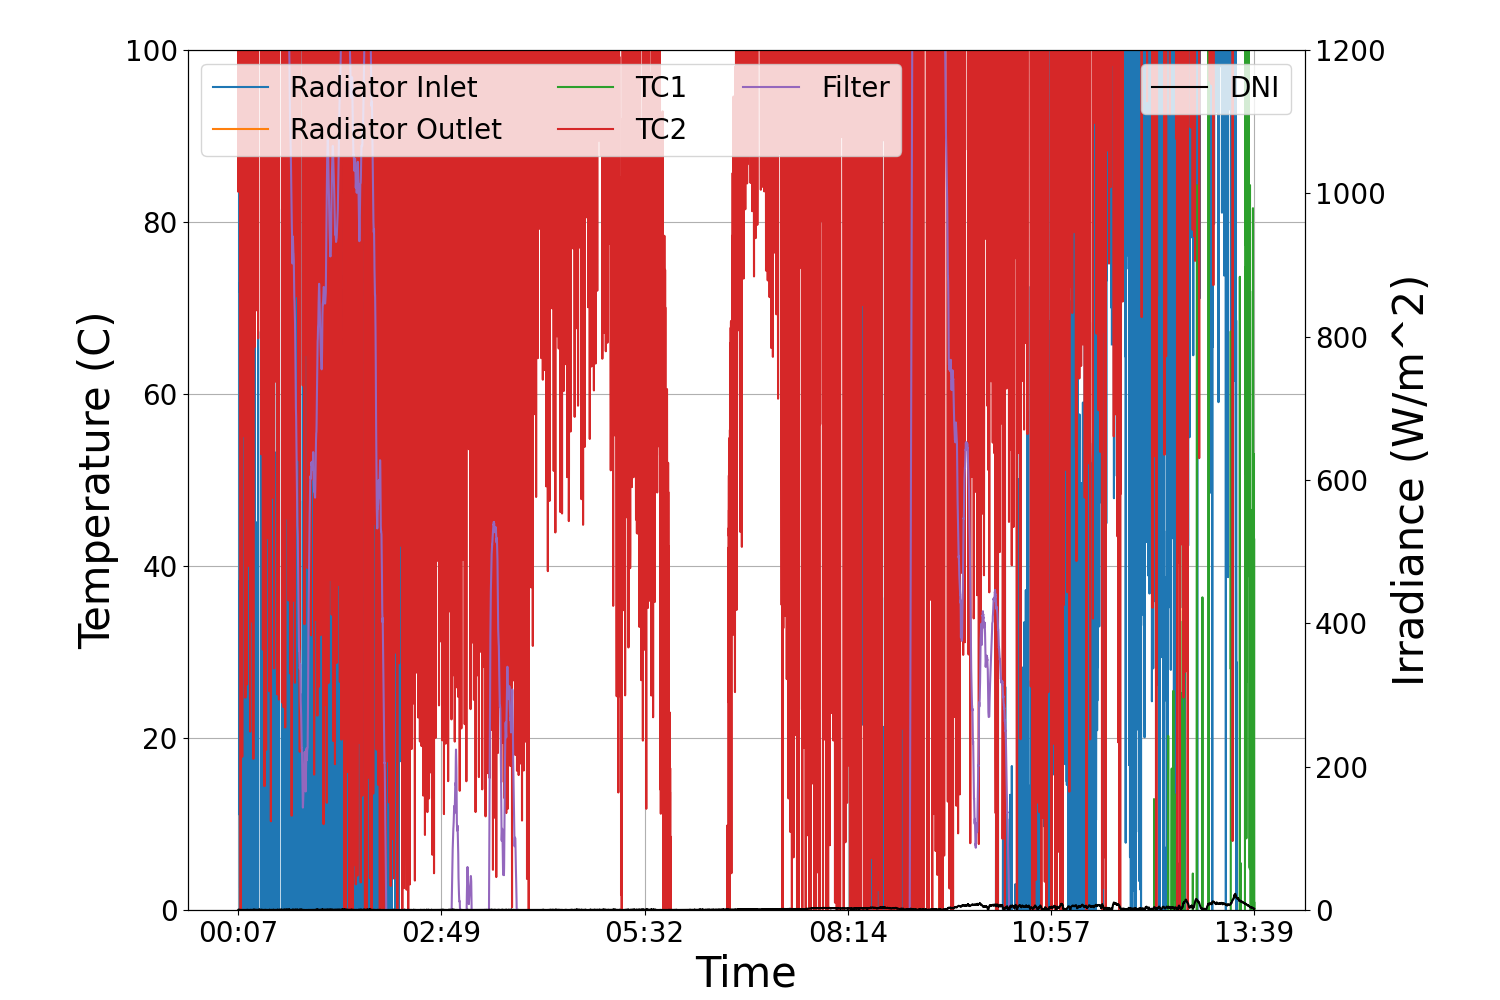 Radiator Inlet
Radiator Outlet
TC1
TC2
Filter
DNI
Temperature (C)
100
80
60
40
20
0
Irradiance (W/m^2)
1200
1000
800
600
400
200
0
00:07 02:49 05:32 08:14 10:57 13:39
Time